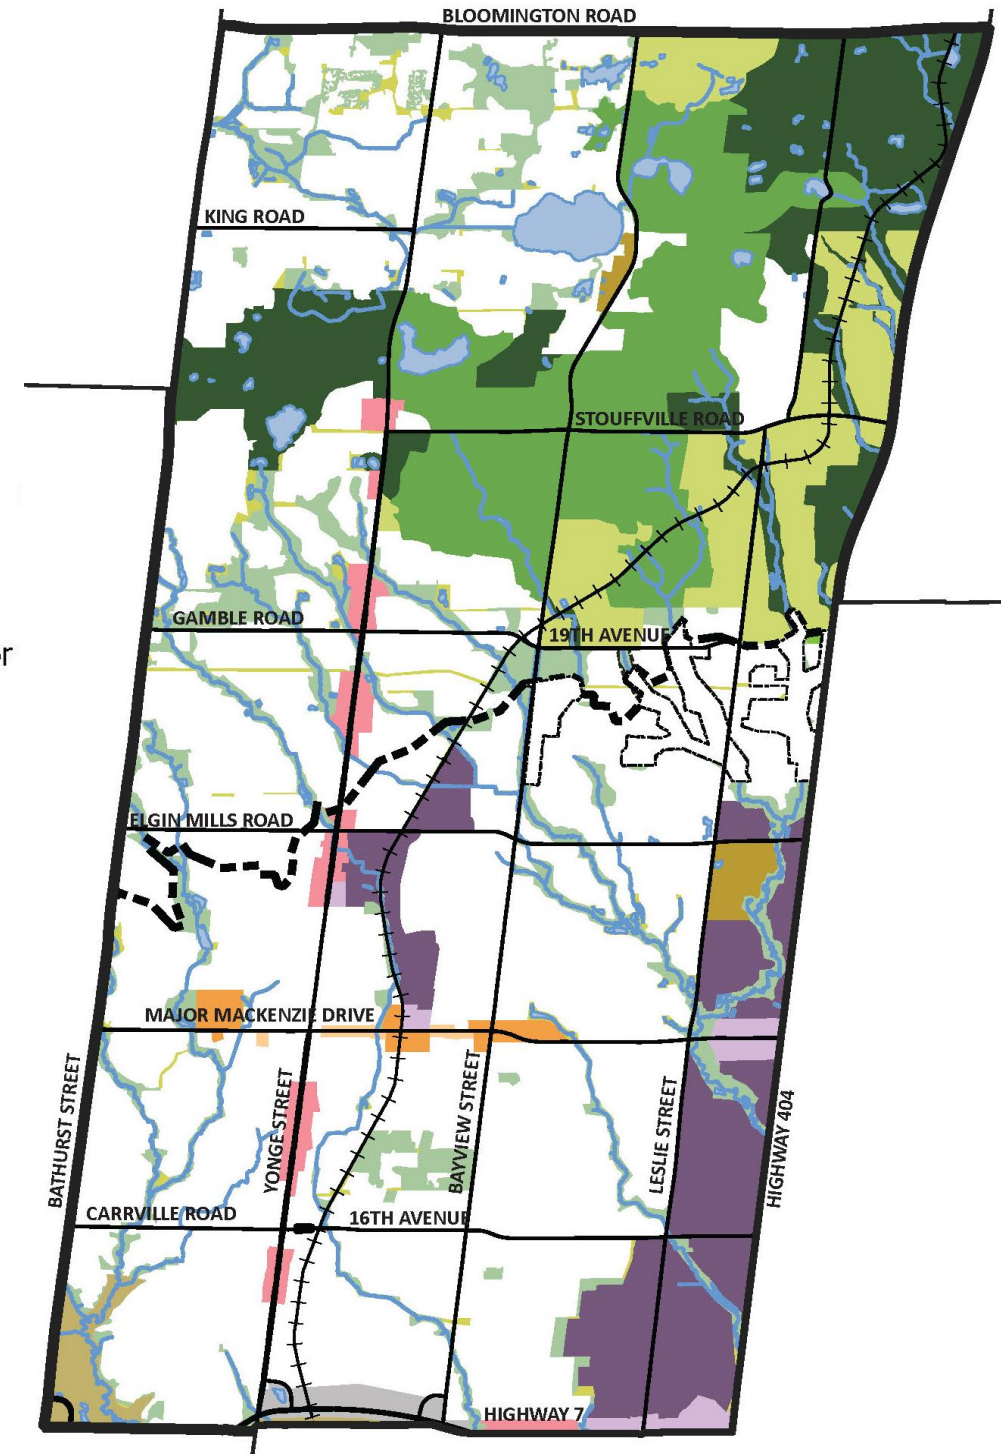 BLOOMINGTON ROAD
KING ROAD
STOUFFVILLE ROAD
GAMBLE ROAD
19TH AVENUE
ELGIN MILLS ROAD
MAJOR MACKENZIE DRIVE
BATHURST STREET
YONGE STREET
BAYVIEW STREET
LESLIE STREET
HIGHWAY 404
CARRVILLE ROAD
16TH AVENUE
HIGHWAY 7